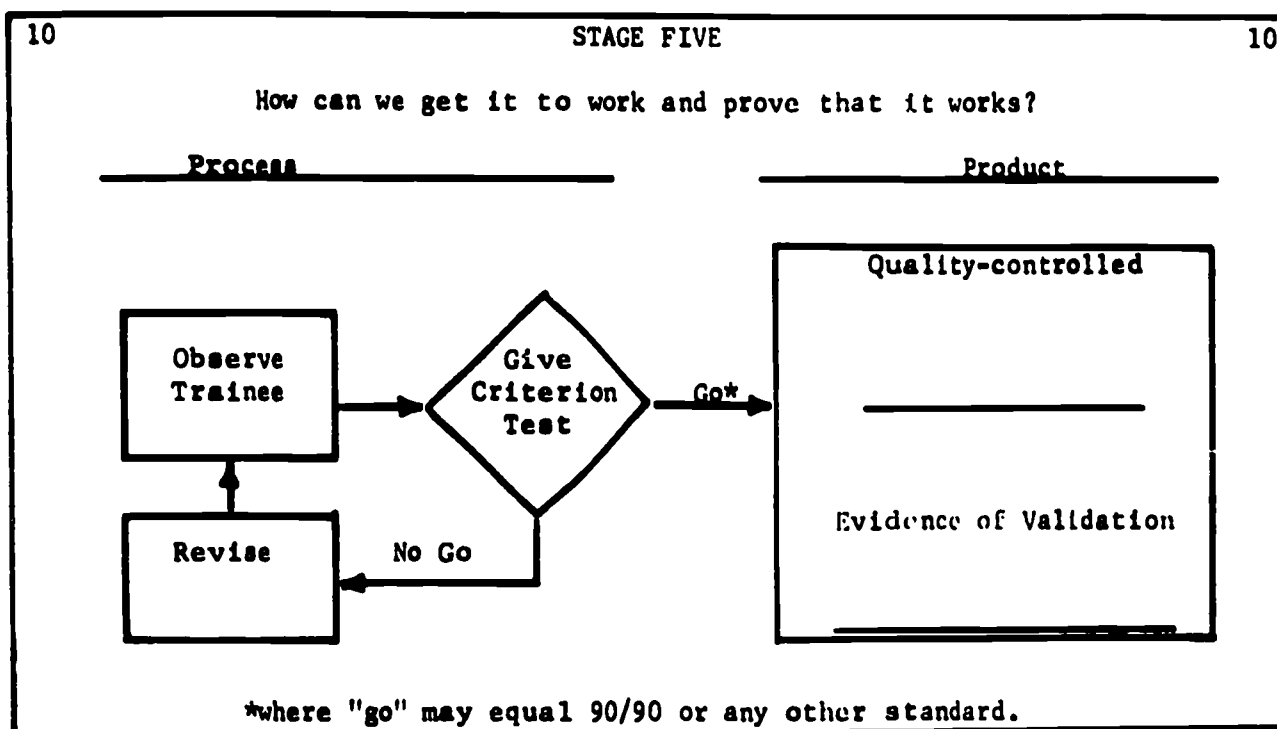 10 STAGE FIVE 10
How can we get it to work and prove that it works?
Process Product
Quality-controlled
Observe
Trainee
Give
Criterion
Test
Go*
Evidence of Validation
Revise
No Go
*where "go" may equal 90/90 or any other standard.